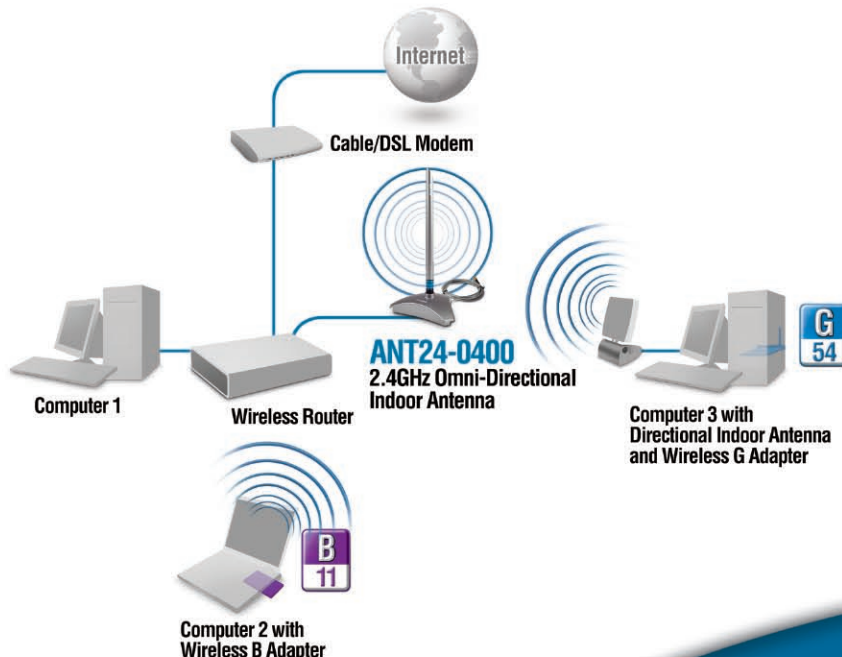 Internet
Cable/DSL Modem
ANT24-0400
2.4GHz Omni-Directional
Indoor Antenna
Computer 1
Wireless Router
G
54
Computer 3 with
Directional Indoor Antenna
and Wireless G Adapter
B
11
Computer 2 with
Wireless B Adapter